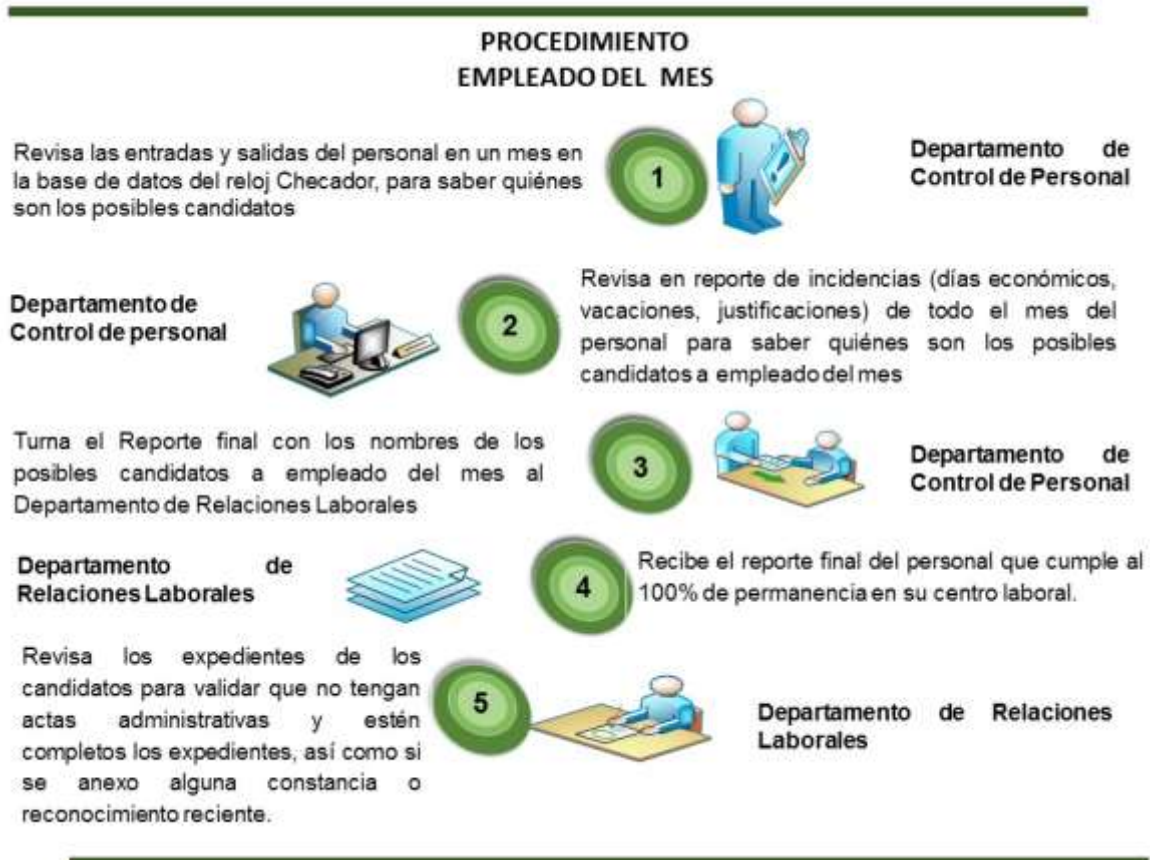 PROCEDIMIENTO
EMPLEADO DEL MES
Revisa las entradas y salidas del personal en un mes en
la base de datos del reloj Checador, para saber quiénes
son los posibles candidatos
1
Departamento de
Control de Personal
Departamento de
Control de personal
2
Revisa en reporte de incidencias (días económicos,
vacaciones, justificaciones) de todo el mes del
personal para saber quiénes son los posibles
candidatos a empleado del mes
Turna el Reporte final con los nombres de los
posibles candidatos a empleado del mes al
Departamento de Relaciones Laborales
3
Departamento de
Control de Personal
Departamento de
Relaciones Laborales
4
Recibe el reporte final del personal que cumple al
100% de permanencia en su centro laboral.
Revisa los expedientes de los
candidatos para validar que no tengan
actas administrativas y estén
completos los expedientes, así como si
se anexo alguna constancia o
reconocimiento reciente.
5
Departamento de Relaciones
Laborales